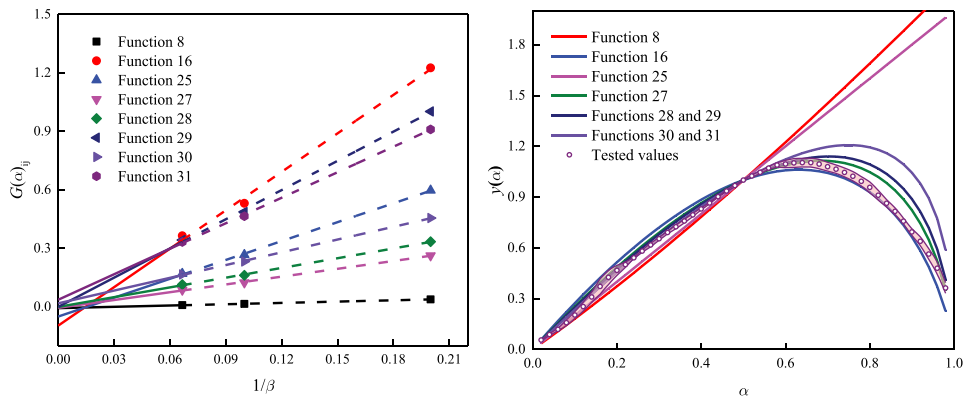 1.5
1.2
0.9
0.6
0.3
0.0
0.00
0.03
0.06
0.09
0.12
0.15
0.18
0.21
G(α)ij
1/β
Function 8
Function 16
Function 25
Function 27
Function 28
Function 29
Function 30
Function 31
1.8
1.5
1.2
0.9
0.6
0.3
0.0
0.0
0.2
0.4
0.6
0.8
1.0
y(α)
α
Function 8
Function 16
Function 25
Function 27
Functions 28 and 29
Functions 30 and 31
Tested values